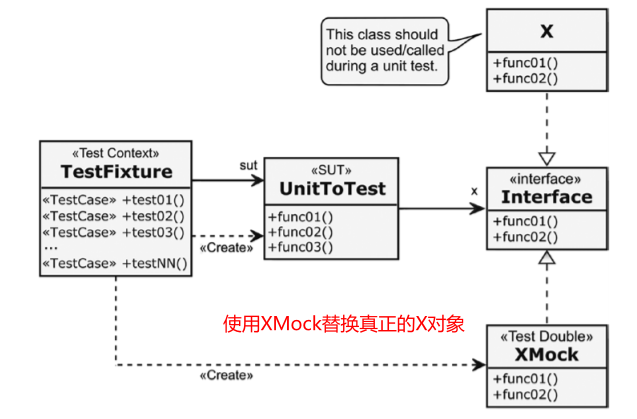 This class should
not be used/called
during a unit test.
X
+func01()
+func02()
«Test Context»
TestFixture
«TestCase» +test01()
«TestCase» +test02()
«TestCase» +test03()
...
«TestCase» +testNN()
sut
«Create»
«SUT»
UnitToTest
+func01()
+func02()
+func03()
x
«interface»
Interface
+func01()
+func02()
使用XMock替换真正的X对象
«Create»
«Test Double»
XMock
+func01()
+func02()